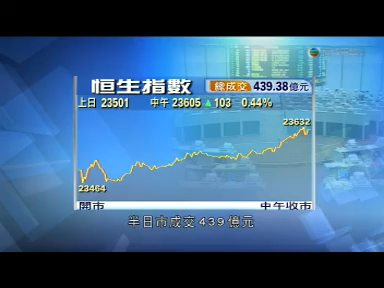 恒生指數 總成交 439.38億元
上日 23501 中午 23605 ▲103 0.44%
23632
23464
開市 中午收市
半日市成交439億元